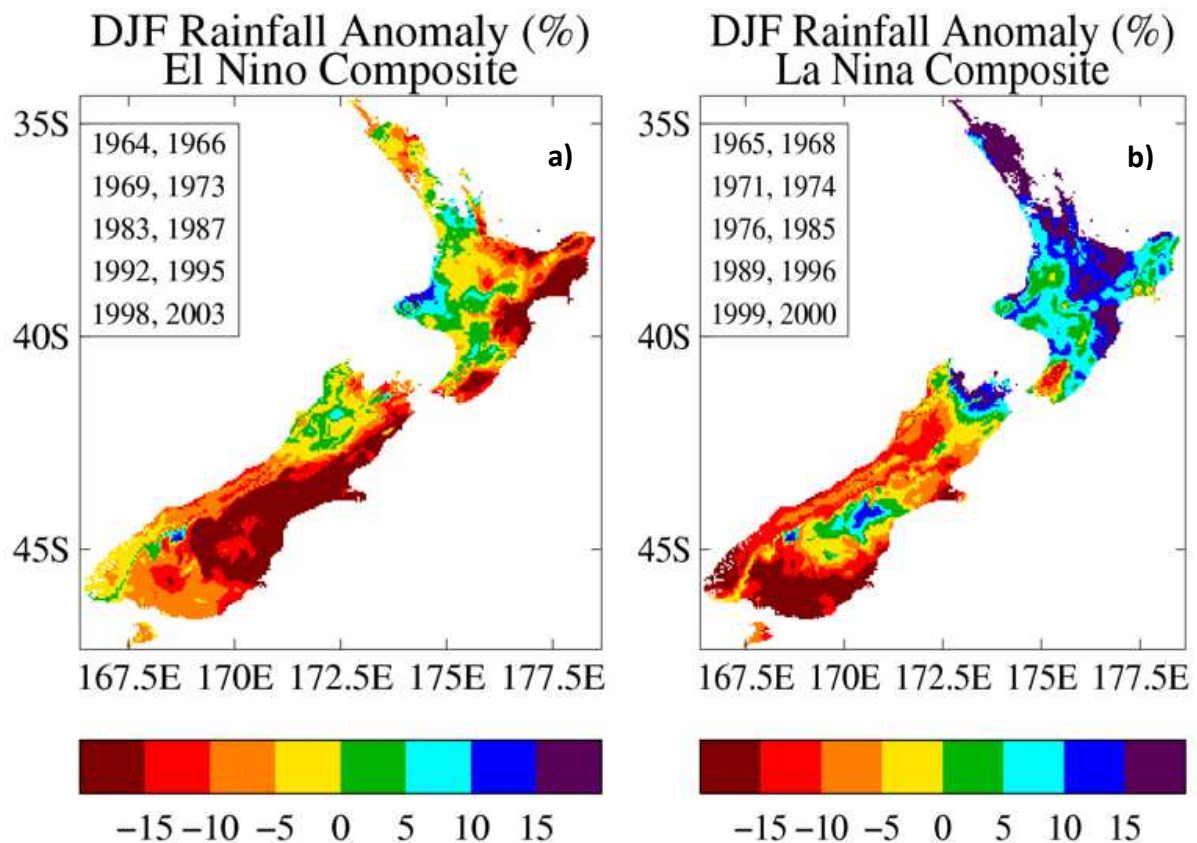 DJF Rainfall Anomaly (%)
El Nino Composite
a)
1964, 1966
1969, 1973
1983, 1987
1992, 1995
1998, 2003
35S
40S
45S
167.5E 170E 172.5E 175E 177.5E
−15 −10 −5 0 5 10 15
DJF Rainfall Anomaly (%)
La Nina Composite
b)
1965, 1968
1971, 1974
1976, 1985
1989, 1996
1999, 2000
35S
40S
45S
167.5E 170E 172.5E 175E 177.5E
−15 −10 −5 0 5 10 15